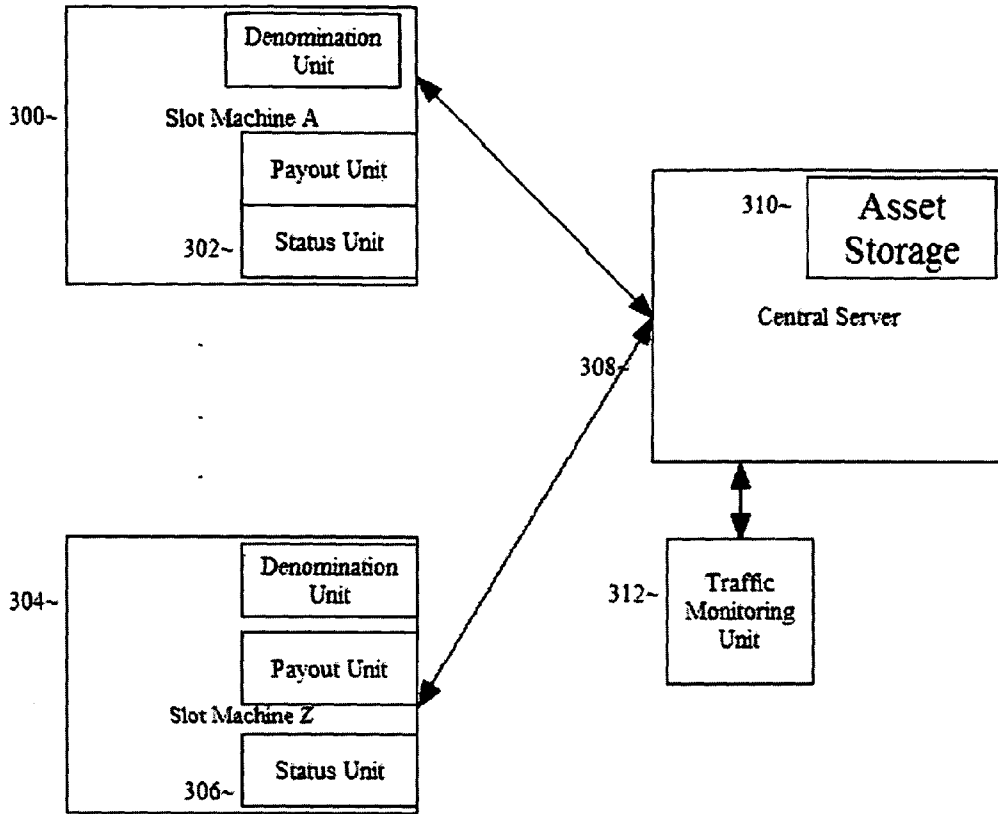 Denomination
Unit
300~
Slot Machine A
Payout Unit
302~
Status Unit
310~
Asset
Storage
Central Server
308~
304~
Denomination
Unit
Payout Unit
Slot Machine Z
306~
Status Unit
312~
Traffic
Monitoring
Unit